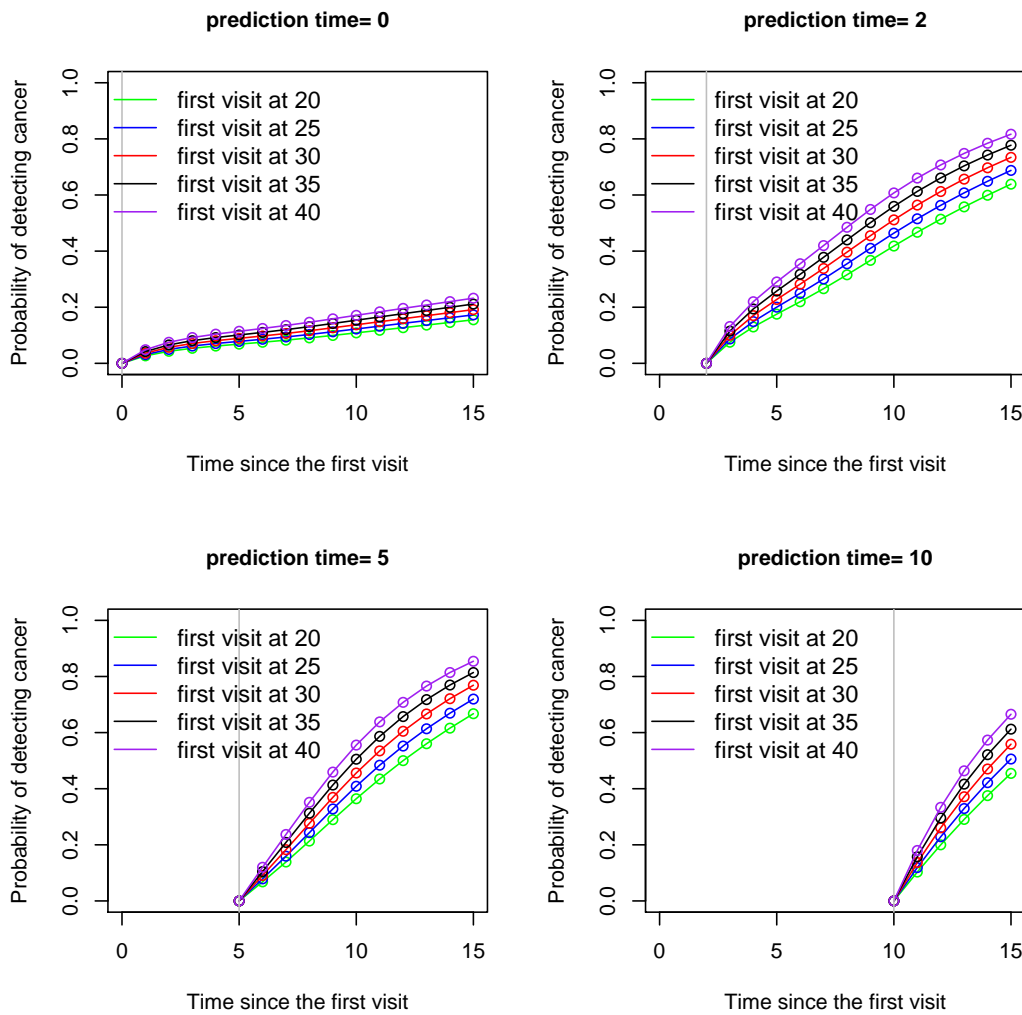 prediction time= 0
Probability of detecting cancer
0.0 0.2 0.4 0.6 0.8 1.0
first visit at 20
first visit at 25
first visit at 30
first visit at 35
first visit at 40
0 5 10 15
Time since the first visit
prediction time= 2
Probability of detecting cancer
0.0 0.2 0.4 0.6 0.8 1.0
first visit at 20
first visit at 25
first visit at 30
first visit at 35
first visit at 40
0 5 10 15
Time since the first visit
prediction time= 5
Probability of detecting cancer
0.0 0.2 0.4 0.6 0.8 1.0
first visit at 20
first visit at 25
first visit at 30
first visit at 35
first visit at 40
0 5 10 15
Time since the first visit
prediction time= 10
Probability of detecting cancer
0.0 0.2 0.4 0.6 0.8 1.0
first visit at 20
first visit at 25
first visit at 30
first visit at 35
first visit at 40
0 5 10 15
Time since the first visit